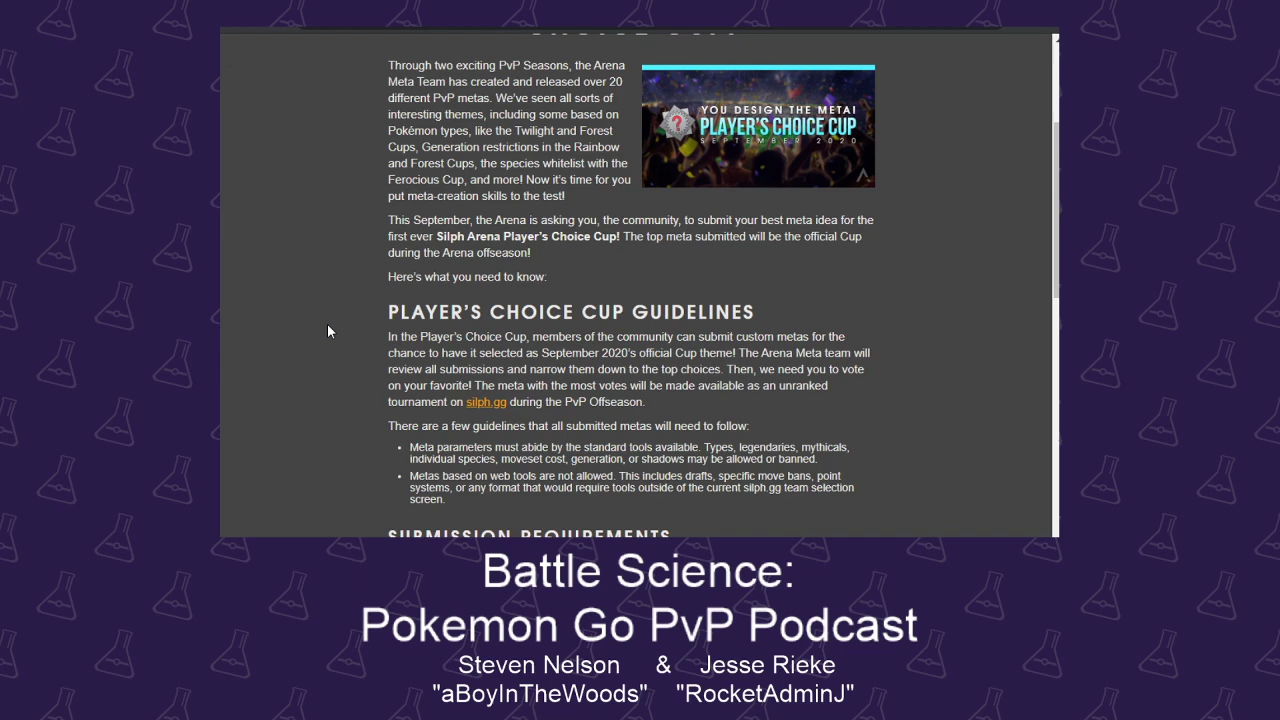 Through two exciting PvP Seasons, the Arena
Meta Team has created and released over 20
different PvP metas. We've seen all sorts of
interesting themes, including some based on
Pokémon types, like the Twilight and Forest
Cups, Generation restrictions in the Rainbow
and Forest Cups, the species whitelist with the
Ferocious Cup, and more! Now it's time for you
put meta-creation skills to the test!
YOU DESIGN THE META!
PLAYER'S CHOICE CUP
SEPTEMBER 2020
This September, the Arena is asking you, the community, to submit your best meta idea for the
first ever Silph Arena Player's Choice Cup! The top meta submitted will be the official Cup
during the Arena offseason!
Here's what you need to know:
PLAYER'S CHOICE CUP GUIDELINES
In the Player's Choice Cup, members of the community can submit custom metas for the
chance to have it selected as September 2020's official Cup theme! The Arena Meta team will
review all submissions and narrow them down to the top choices. Then, we need you to vote
on your favorite! The meta with the most votes will be made available as an unranked
tournament on silph.gg during the PvP Offseason.
There are a few guidelines that all submitted metas will need to follow:
• Meta parameters must abide by the standard tools available. Types, legendaries, mythicals,
individual species, moveset cost, generation, or shadows may be allowed or banned.
• Metas based on web tools are not allowed. This includes drafts, specific move bans, point
systems, or any format that would require tools outside of the current silph.gg team selection
screen.
SUBMISSION REQUIREMENTS
Battle Science:
Pokemon Go PvP Podcast
Steven Nelson & Jesse Rieke
"aBoyInTheWoods" "RocketAdminJ"